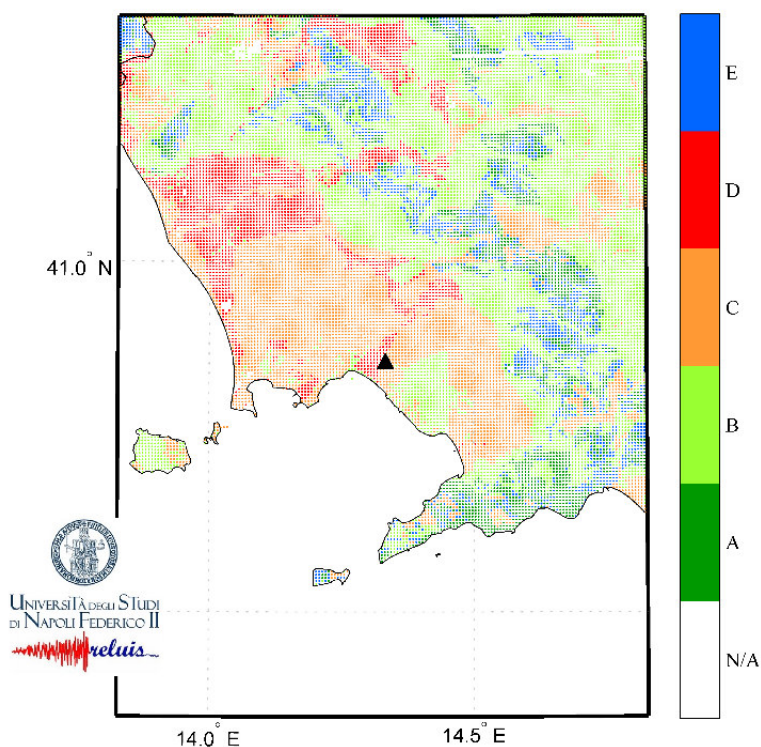 E
D
41.0° N
C
B
A
UNIVERSITÀ DEGLI STUDI
DI NAPOLI FEDERICO II
reluis
N/A
14.0° E
14.5° E